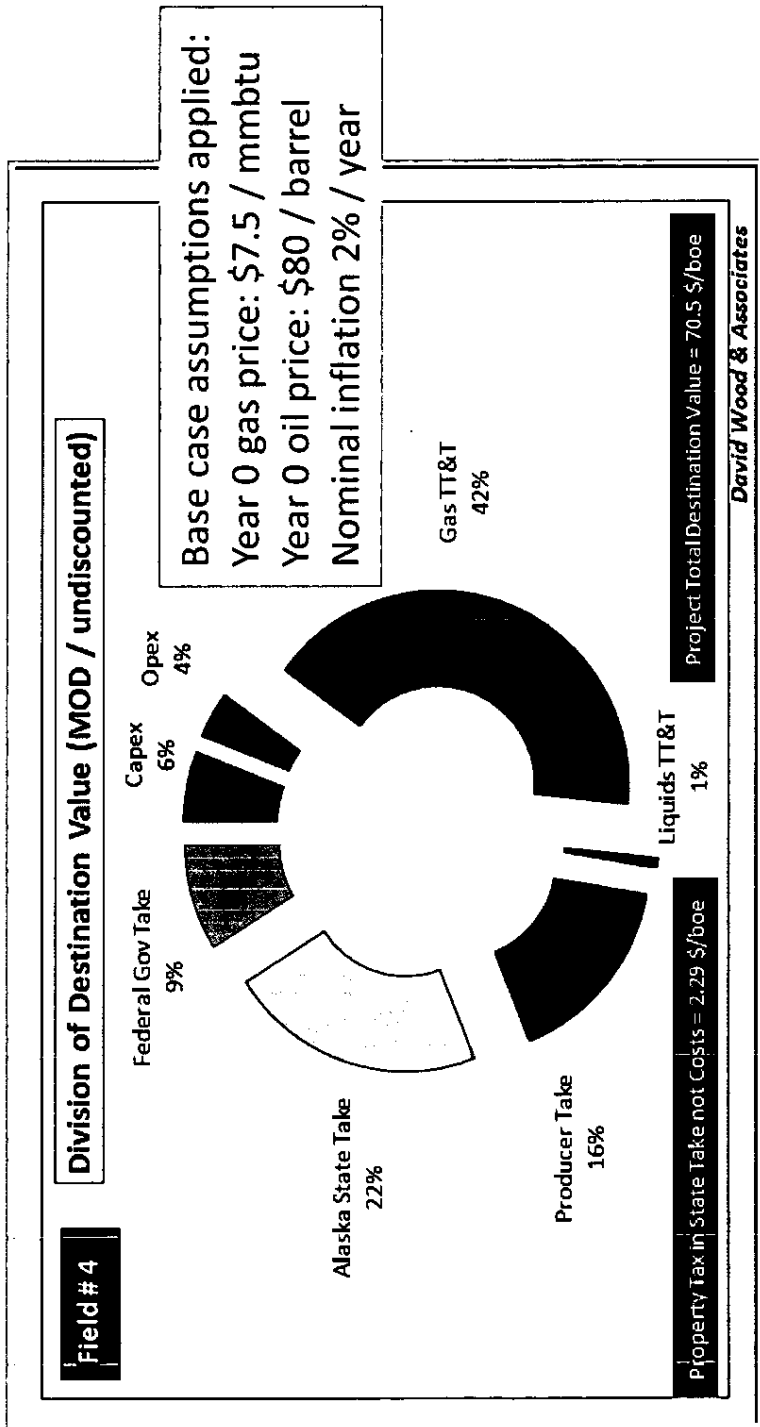 Field # 4
Division of Destination Value (MOD / undiscounted)
Base case assumptions applied:
Year 0 gas price: $7.5 / mmbtu
Year 0 oil price: $80 / barrel
Nominal inflation 2% / year
Federal Gov Take
9%
Capex
6%
Opex
4%
Alaska State Take
22%
Gas TT&T
42%
Producer Take
16%
Liquids TT&T
1%
Property Tax in State Take not Costs = 2.29 $/boe
Project Total Destination Value = 70.5 $/boe
David Wood & Associates